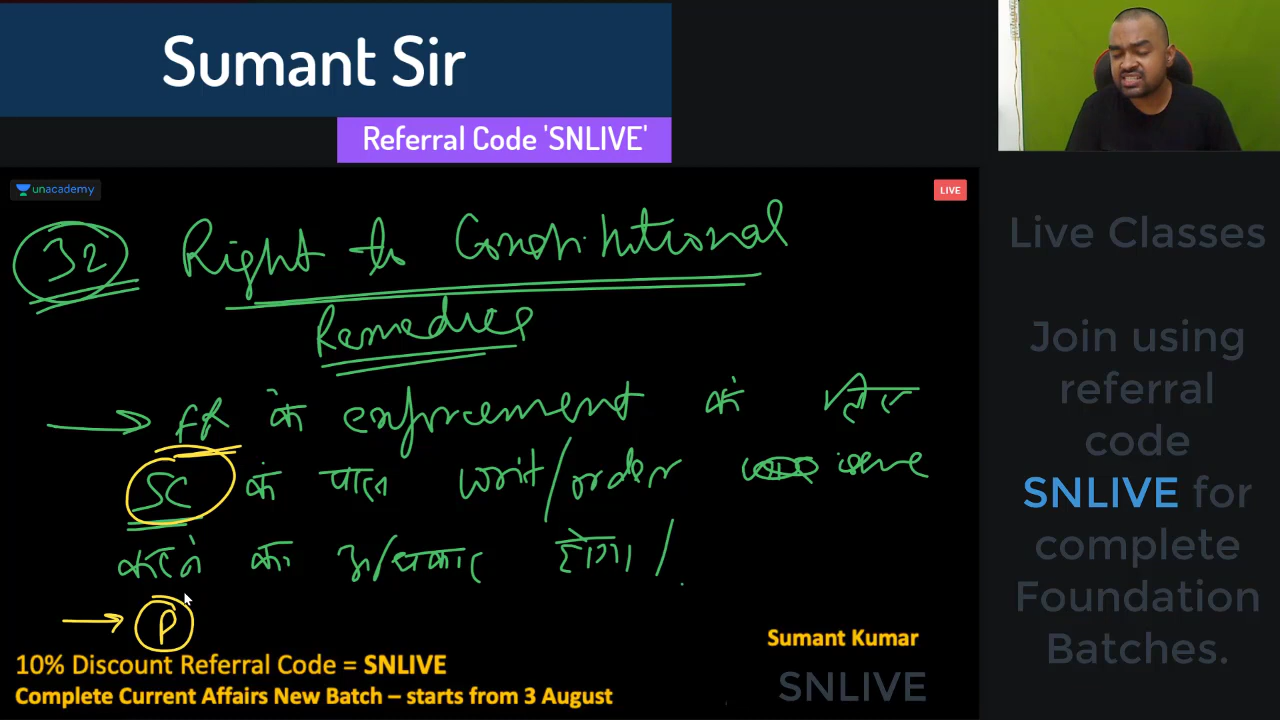 Sumant Sir
Referral Code 'SNLIVE'
unacademy
LIVE
32 Right to Constitutional
Remedies
→ FR के enforcement के लिए
SC के पास writ/order issue
करने का अधिकार होगा /
→ P
Sumant Kumar
10% Discount Referral Code = SNLIVE
SNLIVE
Complete Current Affairs New Batch – starts from 3 August
Live Classes
Join using
referral
code
SNLIVE for
complete
Foundation
Batches.